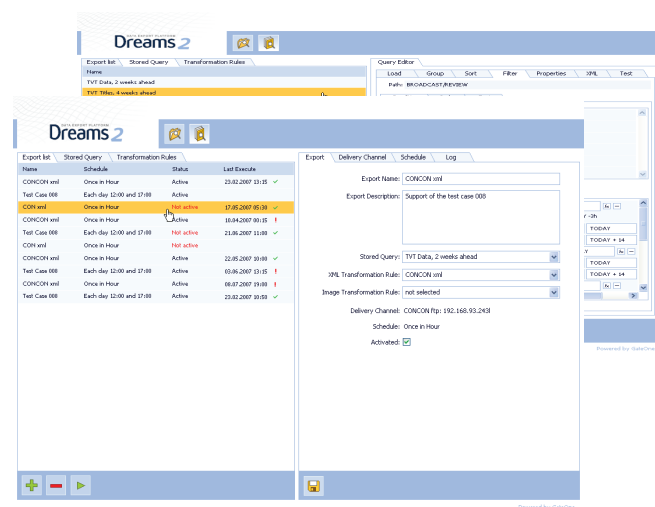 DATA EXPORT PLATFORM
Dreams 2
Export list Stored Query Transformation Rules
Name
TVT Data, 2 weeks ahead
TVT Titles, 4 weeks ahead
Query Editor
Load Group Sort Filter Properties XML Test
Path: BROADCAST/REVIEW
-3h
TODAY
TODAY + 14
TODAY
TODAY + 14
Powered by GateOne
DATA EXPORT PLATFORM
Dreams 2
Export list Stored Query Transformation Rules
Name Schedule Status Last Execute
CONCON xml Once in Hour Active 23.02.2007 13:15
Test Case 008 Each day 12:00 and 17:00 Active
CON xml Once in Hour Not active 17.05.2007 05:30
CONCON xml Once in Hour Active 10.04.2007 00:15 !
Test Case 008 Each day 12:00 and 17:00 Not active 21.06.2007 11:00
CON xml Once in Hour Not active
CONCON xml Once in Hour Active 22.05.2007 10:00
Test Case 008 Each day 12:00 and 17:00 Active 03.06.2007 13:15 !
CONCON xml Once in Hour Active 08.07.2007 19:00 !
Test Case 008 Each day 12:00 and 17:00 Active 23.02.2007 10:50
Export Delivery Channel Schedule Log
Export Name: CONCON xml
Export Description: Support of the test case 008
Stored Query: TVT Data, 2 weeks ahead
XML Transformation Rule: CONCON xml
Image Transformation Rule: not selected
Delivery Channel: CONCON ftp: 192.168.93.243l
Schedule: Once in Hour
Activated: